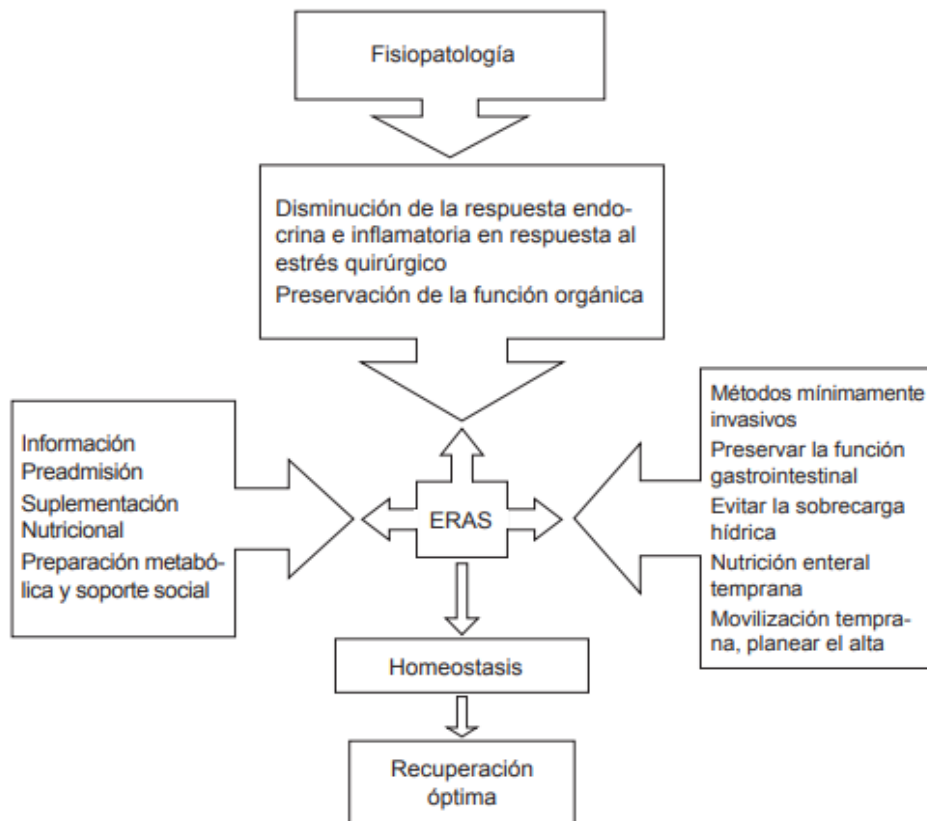 Fisiopatología
Disminución de la respuesta endo-
crina e inflamatoria en respuesta al
estrés quirúrgico
Preservación de la función orgánica
Información
Preadmisión
Suplementación
Nutricional
Preparación metabó-
lica y soporte social
ERAS
Métodos mínimamente
invasivos
Preservar la función
gastrointestinal
Evitar la sobrecarga
hídrica
Nutrición enteral
temprana
Movilización tempra-
na, planear el alta
Homeostasis
Recuperación
óptima